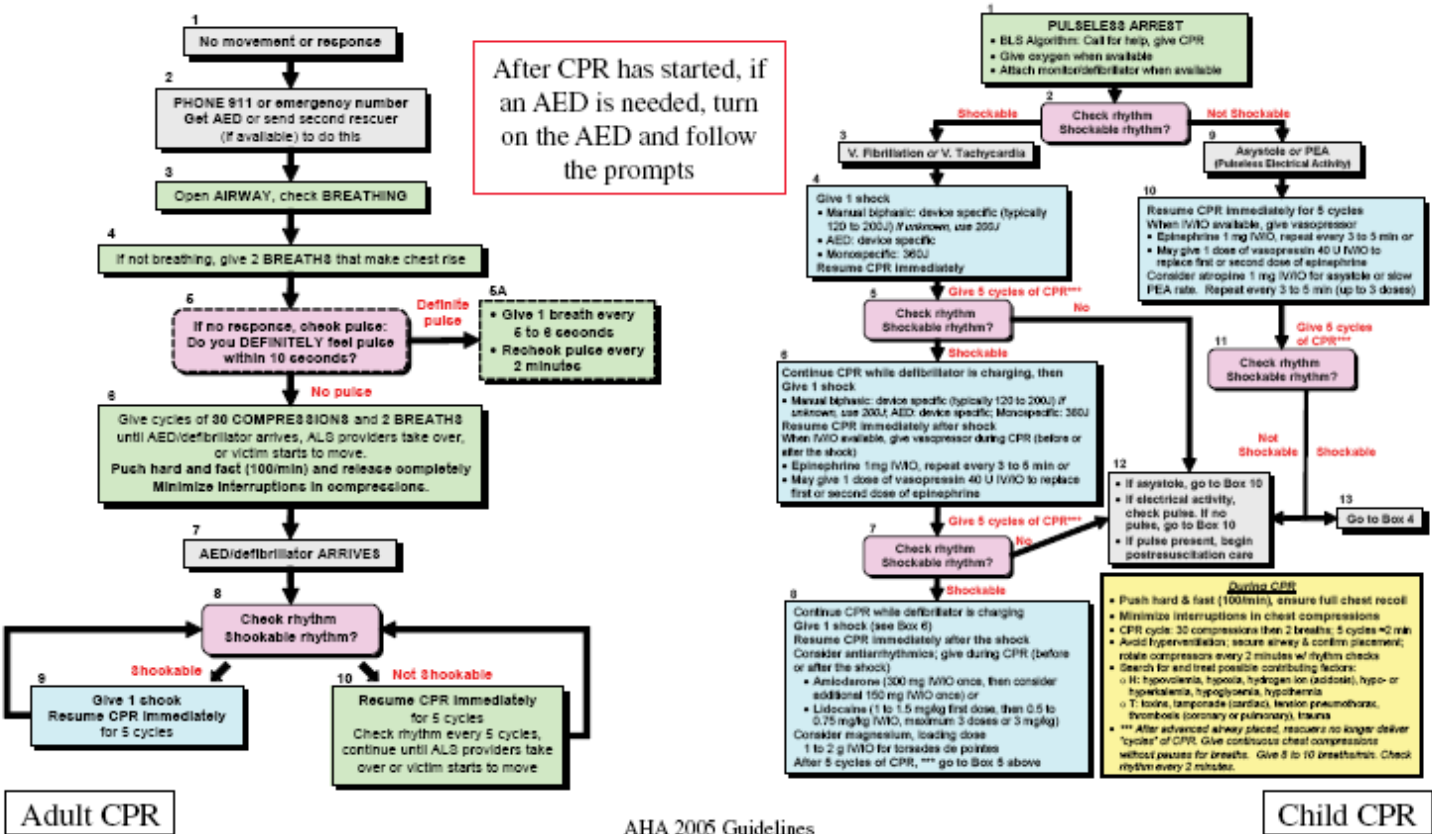 1
No movement or response
2
PHONE 911 or emergency number
Get AED or send second rescuer
(if available) to do this
3
Open AIRWAY, check BREATHING
4
If not breathing, give 2 BREATHS that make chest rise
5
If no response, check pulse:
Do you DEFINITELY feel pulse
within 10 seconds?
Definite
pulse
5A
• Give 1 breath every
5 to 6 seconds
• Recheck pulse every
2 minutes
No pulse
6
Give cycles of 30 COMPRESSIONS and 2 BREATHS
until AED/defibrillator arrives, ALS providers take over,
or victim starts to move.
Push hard and fast (100/min) and release completely
Minimize interruptions in compressions.
7
AED/defibrillator ARRIVES
8
Check rhythm
Shockable rhythm?
Shockable
Not Shockable
9
Give 1 shock
Resume CPR immediately
for 5 cycles
10
Resume CPR immediately
for 5 cycles
Check rhythm every 5 cycles,
continue until ALS providers take
over or victim starts to move
Adult CPR
After CPR has started, if
an AED is needed, turn
on the AED and follow
the prompts
1
PULSELESS ARREST
• BLS Algorithm: Call for help, give CPR
• Give oxygen when available
• Attach monitor/defibrillator when available
2
Check rhythm
Shockable rhythm?
Shockable
Not Shockable
3
V. Fibrillation or V. Tachycardia
4
Give 1 shock
• Manual biphasic: device specific (typically
120 to 200J) If unknown, use 200J
• AED: device specific
• Monospecific: 360J
Resume CPR immediately
Give 5 cycles of CPR***
5
Check rhythm
Shockable rhythm?
No
Shockable
6
Continue CPR while defibrillator is charging, then
Give 1 shock
• Manual biphasic: device specific (typically 120 to 200J) If
unknown, use 200J; AED: device specific; Monospecific: 360J
Resume CPR immediately after shock
When IV/IO available, give vasopressor during CPR (before or
after the shock)
• Epinephrine 1mg IV/IO, repeat every 3 to 5 min or
• May give 1 dose of vasopressin 40 U IV/IO to replace
first or second dose of epinephrine
Give 5 cycles of CPR***
7
Check rhythm
Shockable rhythm?
No
Shockable
8
Continue CPR while defibrillator is charging
Give 1 shock (see Box 6)
Resume CPR immediately after the shock
Consider antiarrhythmics; give during CPR (before
or after the shock)
• Amiodarone (300 mg IV/IO once, then consider
additional 150 mg IV/IO once) or
• Lidocaine (1 to 1.5 mg/kg first dose, then 0.5 to
0.75 mg/kg IV/IO, maximum 3 doses or 3 mg/kg)
Consider magnesium, loading dose
1 to 2 g IV/IO for torsades de pointes
After 5 cycles of CPR, *** go to Box 5 above
9
Asystole or PEA
(Pulseless Electrical Activity)
10
Resume CPR immediately for 5 cycles
When IV/IO available, give vasopressor
• Epinephrine 1 mg IV/IO, repeat every 3 to 5 min or
• May give 1 dose of vasopressin 40 U IV/IO to
replace first or second dose of epinephrine
Consider atropine 1 mg IV/IO for asystole or slow
PEA rate. Repeat every 3 to 5 min (up to 3 doses)
Give 5 cycles
of CPR***
11
Check rhythm
Shockable rhythm?
Not
Shockable
Shockable
12
• If asystole, go to Box 10
• If electrical activity,
check pulse. If no
pulse, go to Box 10
• If pulse present, begin
postresuscitation care
13
Go to Box 4
During CPR
• Push hard & fast (100/min), ensure full chest recoil
• Minimize interruptions in chest compressions
• CPR cycle: 30 compressions then 2 breaths; 5 cycles =2 min
• Avoid hyperventilation; secure airway & confirm placement;
rotate compressors every 2 minutes w/ rhythm checks
• Search for and treat possible contributing factors:
o H: hypovolemia, hypoxia, hydrogen ion (acidosis), hypo- or
hyperkalemia, hypoglycemia, hypothermia
o T: toxins, tamponade (cardiac), tension pneumothorax,
thrombosis (coronary or pulmonary), trauma
• *** After advanced airway placed, rescuers no longer deliver
"cycles" of CPR. Give continuous chest compressions
without pauses for breaths. Give 8 to 10 breaths/min. Check
rhythm every 2 minutes.
Child CPR
AHA 2005 Guidelines